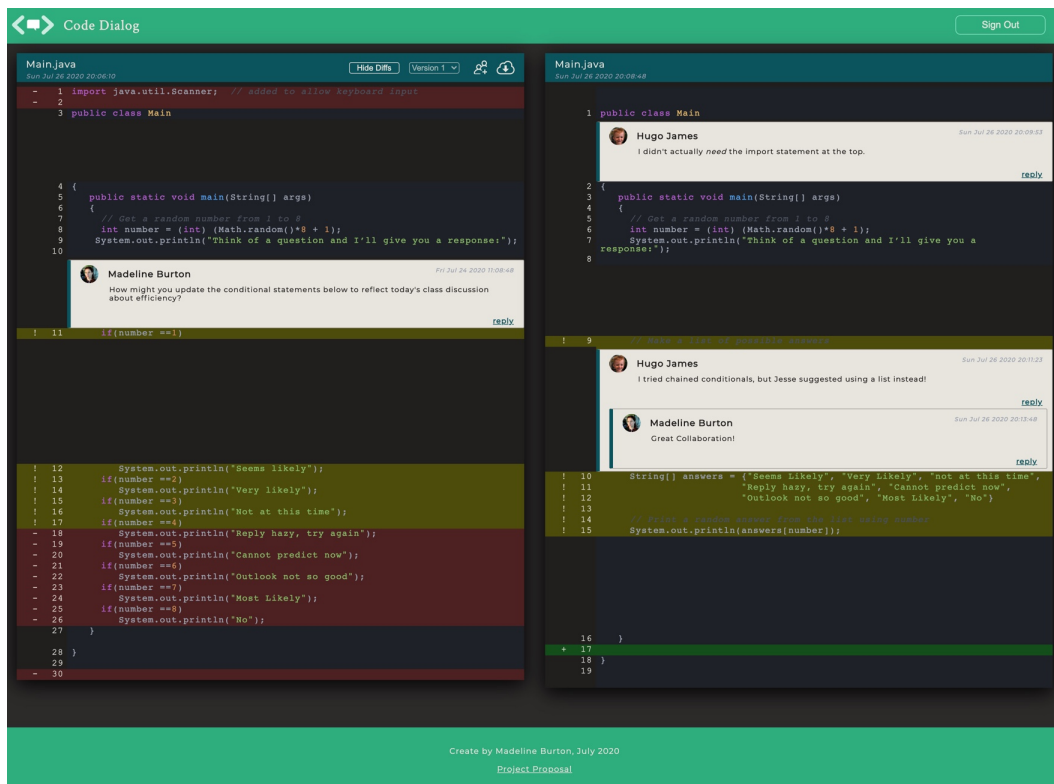 Code Dialog
Sign Out
Main.java
Sun Jul 26 2020 20:06:10
Hide Diffs
Version 1
- 1 import java.util.Scanner; // added to allow keyboard input
- 2
3 public class Main
4 {
5 public static void main(String[] args)
6 {
7 // Get a random number from 1 to 8
8 int number = (int) (Math.random()*8 + 1);
9 System.out.println("Think of a question and I'll give you a response:");
10
Madeline Burton
Fri Jul 24 2020 11:08:48
How might you update the conditional statements below to reflect today's class discussion
about efficiency?
reply
! 11 if(number ==1)
! 12 System.out.println("Seems likely");
! 13 if(number ==2)
! 14 System.out.println("Very likely");
! 15 if(number ==3)
! 16 System.out.println("Not at this time");
! 17 if(number ==4)
- 18 System.out.println("Reply hazy, try again");
- 19 if(number ==5)
- 20 System.out.println("Cannot predict now");
- 21 if(number ==6)
- 22 System.out.println("Outlook not so good");
- 23 if(number ==7)
- 24 System.out.println("Most Likely");
- 25 if(number ==8)
- 26 System.out.println("No");
27 }
28 }
29
- 30
Main.java
Sun Jul 26 2020 20:08:48
1 public class Main
Hugo James
Sun Jul 26 2020 20:09:53
I didn't actually need the import statement at the top.
reply
2 {
3 public static void main(String[] args)
4 {
5 // Get a random number from 1 to 8
6 int number = (int) (Math.random()*8 + 1);
7 System.out.println("Think of a question and I'll give you a
response:");
8
! 9 // Make a list of possible answers
Hugo James
Sun Jul 26 2020 20:11:23
I tried chained conditionals, but Jesse suggested using a list instead!
reply
Madeline Burton
Sun Jul 26 2020 20:13:48
Great Collaboration!
reply
! 10 String[] answers = {"Seems Likely", "Very Likely", "not at this time",
! 11 "Reply hazy, try again", "Cannot predict now",
! 12 "Outlook not so good", "Most Likely", "No"}
! 13
! 14 // Print a random answer from the list using number
! 15 System.out.println(answers[number]);
16 }
+ 17
18 }
19
Create by Madeline Burton, July 2020
Project Proposal